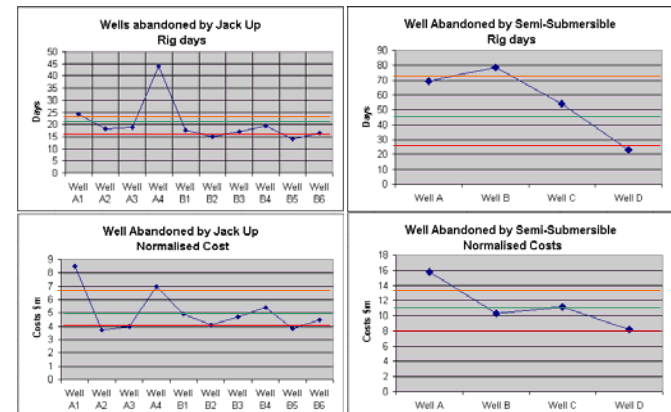 Wells abandoned by Jack Up
Rig days
Days
50
45
40
35
30
25
20
15
10
5
0
Well Well Well Well Well Well Well Well Well Well
A1 A2 A3 A4 B1 B2 B3 B4 B5 B6
Well Abandoned by Semi-Submersible
Rig days
Days
90
80
70
60
50
40
30
20
10
0
Well A Well B Well C Well D
Well Abandoned by Jack Up
Normalised Cost
Costs $m
9
8
7
6
5
4
3
2
1
0
Well Well Well Well Well Well Well Well Well Well
A1 A2 A3 A4 B1 B2 B3 B4 B5 B6
Well Abandoned by Semi-Submersible
Normalised Costs
Costs $m
18
16
14
12
10
8
6
4
2
0
Well A Well B Well C Well D